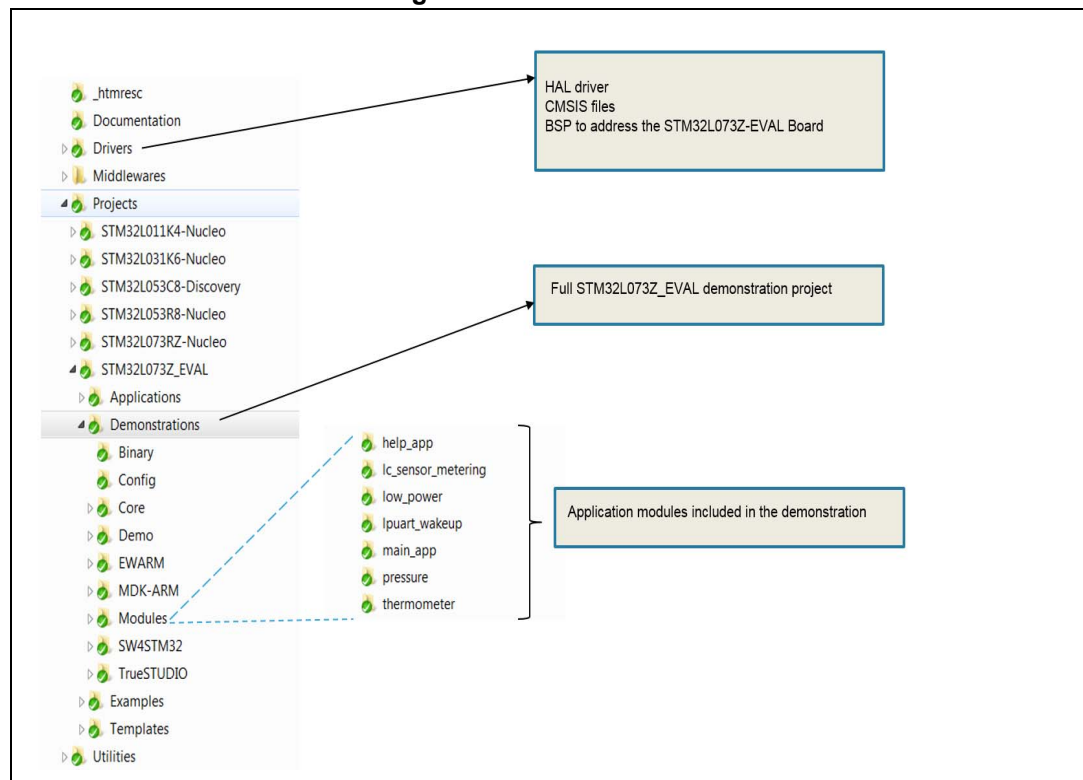 _htmresc
Documentation
Drivers
Middlewares
Projects
STM32L011K4-Nucleo
STM32L031K6-Nucleo
STM32L053C8-Discovery
STM32L053R8-Nucleo
STM32L073RZ-Nucleo
STM32L073Z_EVAL
Applications
Demonstrations
Binary
Config
Core
Demo
EWARM
MDK-ARM
Modules
SW4STM32
TrueSTUDIO
Examples
Templates
Utilities
HAL driver
CMSIS files
BSP to address the STM32L073Z-EVAL Board
Full STM32L073Z_EVAL demonstration project
help_app
lc_sensor_metering
low_power
lpuart_wakeup
main_app
pressure
thermometer
Application modules included in the demonstration